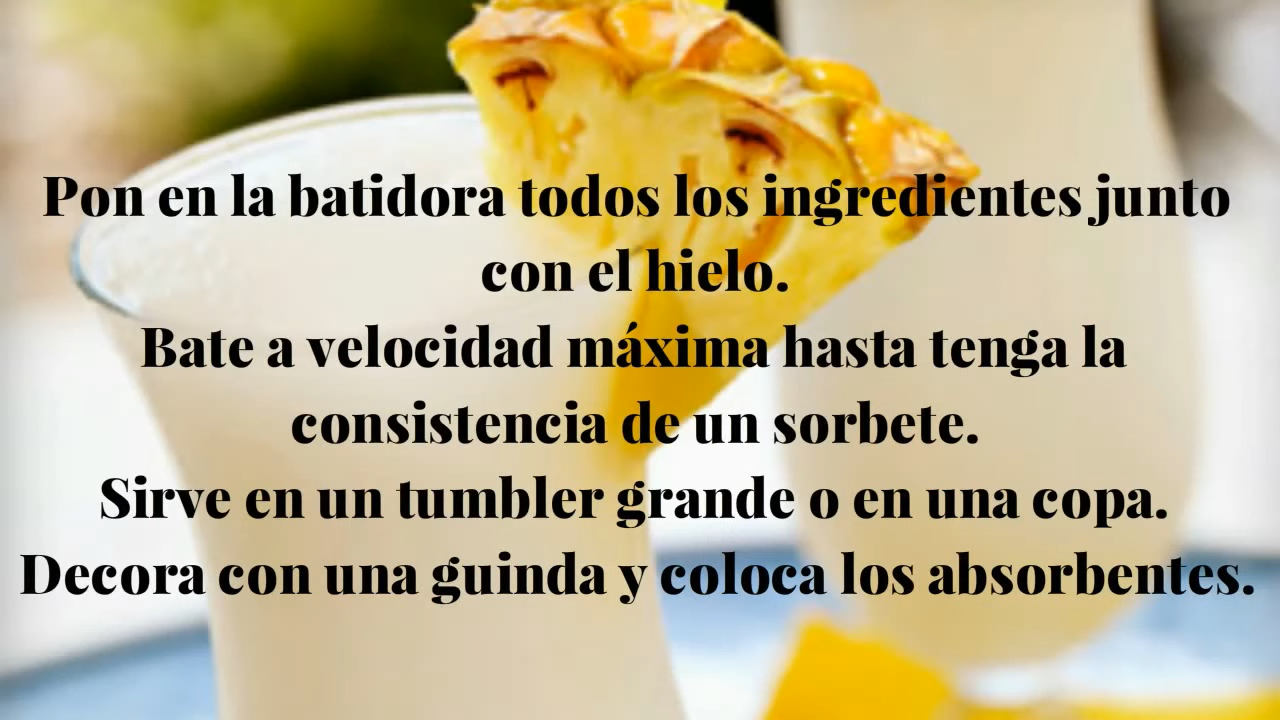 Pon en la batidora todos los ingredientes junto
con el hielo.
Bate a velocidad máxima hasta tenga la
consistencia de un sorbete.
Sirve en un tumbler grande o en una copa.
Decora con una guinda y coloca los absorbentes.